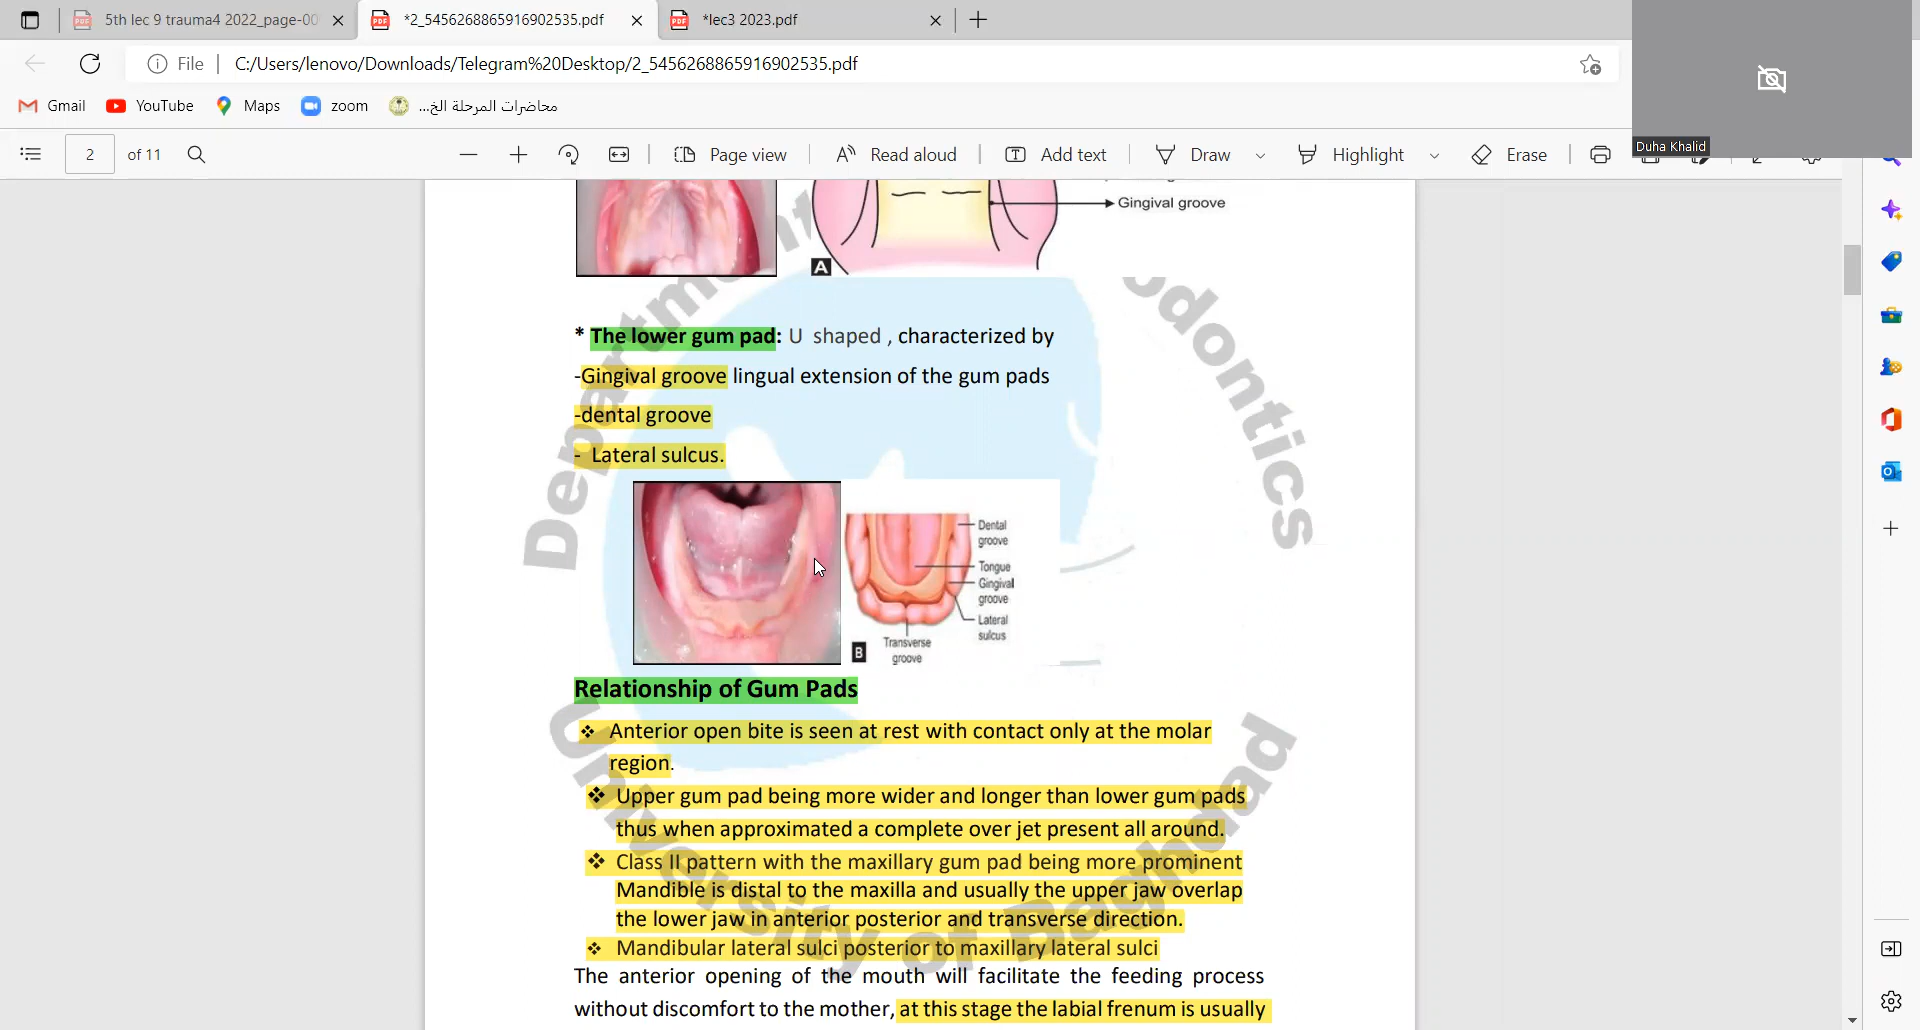 5th lec 9 trauma4 2022_page-00
*2_5456268865916902535.pdf
*lec3 2023.pdf
File
C:/Users/lenovo/Downloads/Telegram%20Desktop/2_5456268865916902535.pdf
Gmail
YouTube
Maps
zoom
محاضرات المرحلة الخ...
2
of 11
Page view
Read aloud
Add text
Draw
Highlight
Erase
Duha Khalid
Gingival groove
A
* The lower gum pad: U shaped , characterized by
-Gingival groove lingual extension of the gum pads
-dental groove
- Lateral sulcus.
Dental
groove
Tongue
Gingival
groove
Lateral
sulcus
Transverse
groove
B
Relationship of Gum Pads
❖ Anterior open bite is seen at rest with contact only at the molar
region.
❖ Upper gum pad being more wider and longer than lower gum pads
thus when approximated a complete over jet present all around.
❖ Class II pattern with the maxillary gum pad being more prominent
Mandible is distal to the maxilla and usually the upper jaw overlap
the lower jaw in anterior posterior and transverse direction.
❖ Mandibular lateral sulci posterior to maxillary lateral sulci
The anterior opening of the mouth will facilitate the feeding process
without discomfort to the mother, at this stage the labial frenum is usually
University of Baghdad